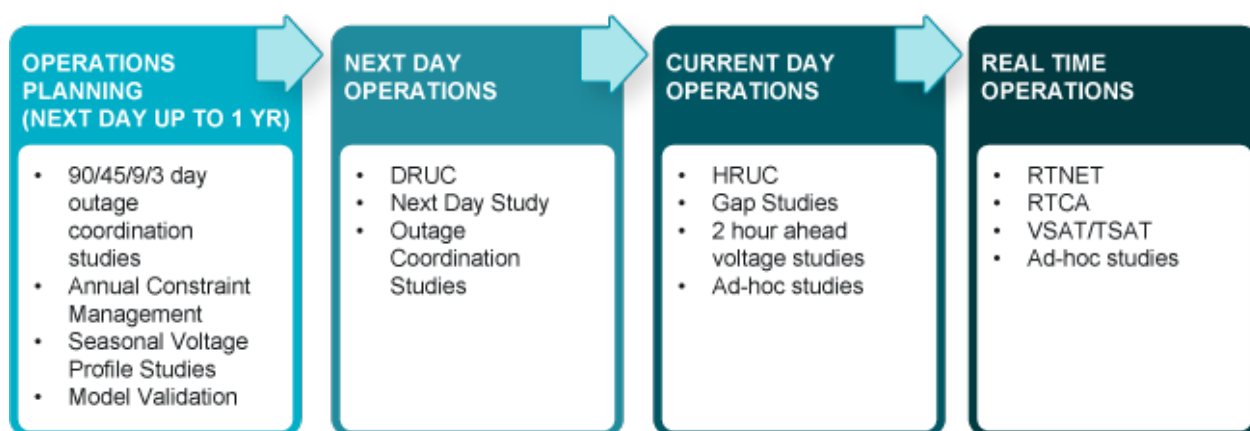 OPERATIONS
PLANNING
(NEXT DAY UP TO 1 YR)
• 90/45/9/3 day
outage
coordination
studies
• Annual Constraint
Management
• Seasonal Voltage
Profile Studies
• Model Validation
NEXT DAY
OPERATIONS
• DRUC
• Next Day Study
• Outage
Coordination
Studies
CURRENT DAY
OPERATIONS
• HRUC
• Gap Studies
• 2 hour ahead
voltage studies
• Ad-hoc studies
REAL TIME
OPERATIONS
• RTNET
• RTCA
• VSAT/TSAT
• Ad-hoc studies